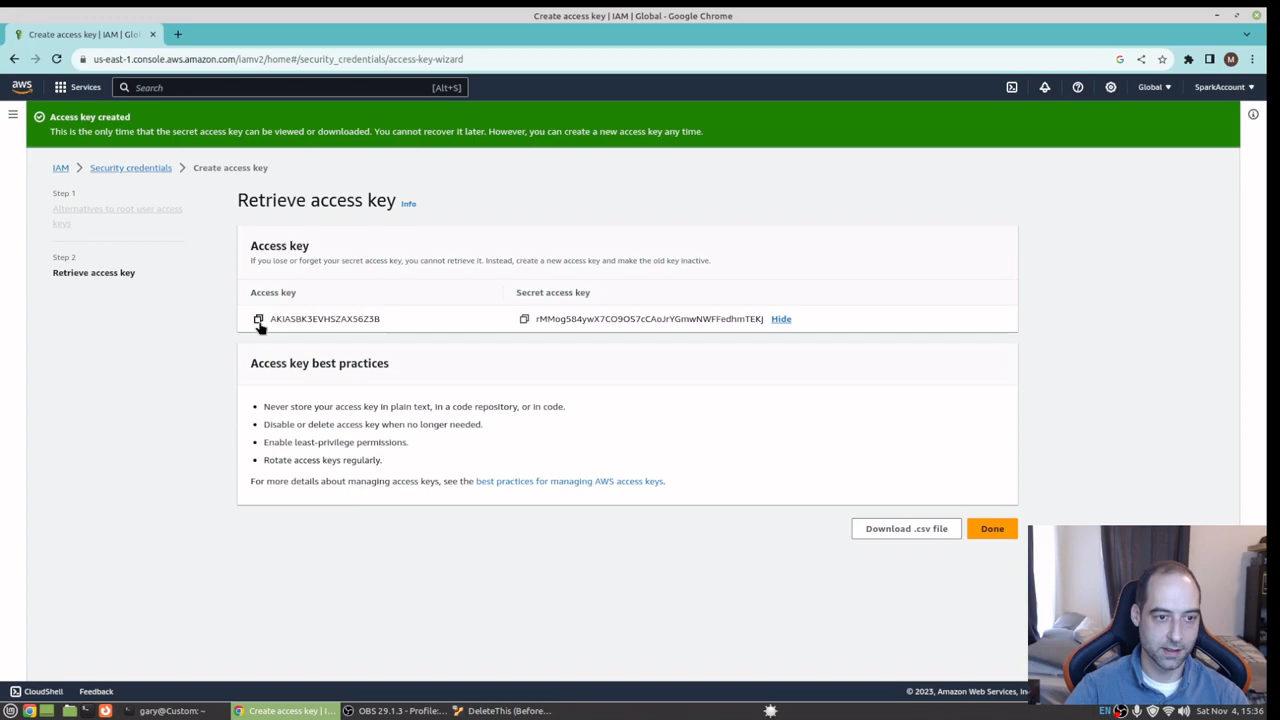 Create access key | IAM | Global - Google Chrome
Create access key | IAM | Glo
us-east-1.console.aws.amazon.com/iamv2/home#/security_credentials/access-key-wizard
M
aws
Services
Search
[Alt+S]
Global
SparkAccount
Access key created
This is the only time that the secret access key can be viewed or downloaded. You cannot recover it later. However, you can create a new access key any time.
IAM > Security credentials > Create access key
Step 1
Alternatives to root user access
keys
Step 2
Retrieve access key
Retrieve access key Info
Access key
If you lose or forget your secret access key, you cannot retrieve it. Instead, create a new access key and make the old key inactive.
Access key
Secret access key
Hide
Access key best practices
• Never store your access key in plain text, in a code repository, or in code.
• Disable or delete access key when no longer needed.
• Enable least-privilege permissions.
• Rotate access keys regularly.
For more details about managing access keys, see the best practices for managing AWS access keys.
Download .csv file
Done
CloudShell
Feedback
© 2023, Amazon Web Services, In
gary@Custom: ~
Create access key | I...
OBS 29.1.3 - Profile:...
DeleteThis (Before...
EN
Sat Nov 4, 15:36